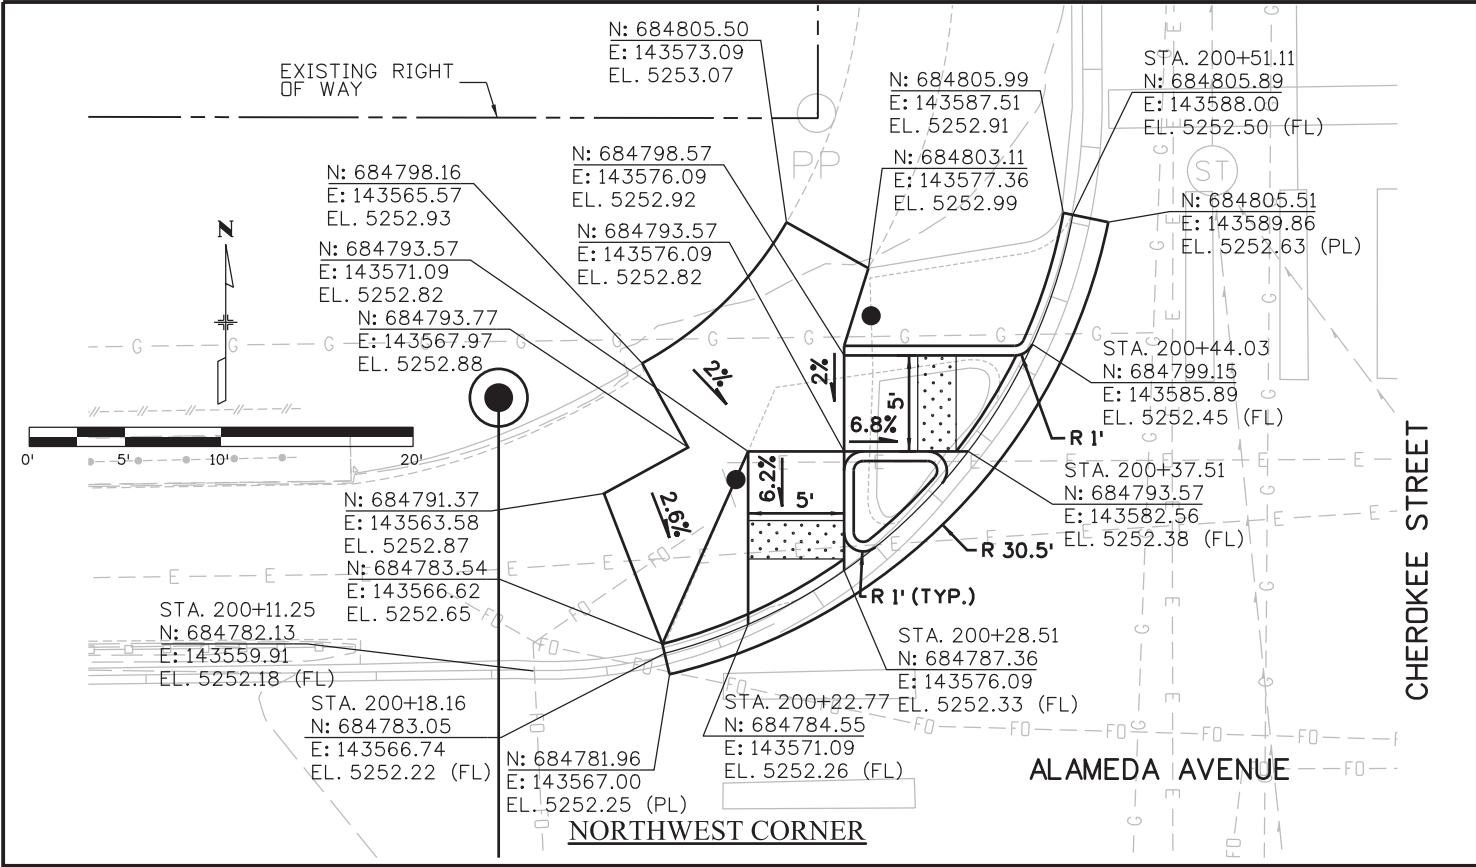 N: 684805.50
E: 143573.09
EL. 5253.07
EXISTING RIGHT
OF WAY
STA. 200+51.11
N: 684805.89
E: 143588.00
EL. 5252.50 (FL)
N: 684805.99
E: 143587.51
EL. 5252.91
PP
N: 684798.57
E: 143576.09
EL. 5252.92
N: 684803.11
E: 143577.36
EL. 5252.99
ST
N: 684798.16
E: 143565.57
EL. 5252.93
N: 684805.51
E: 143589.86
EL. 5252.63 (PL)
N
N: 684793.57
E: 143576.09
EL. 5252.82
N: 684793.57
E: 143571.09
EL. 5252.82
N: 684793.77
E: 143567.97
EL. 5252.88
G G G G G G G G G
STA. 200+44.03
N: 684799.15
E: 143585.89
EL. 5252.45 (FL)
2%
2%
5'
6.8%
R 1'
0' 5' 10' 20'
6.2%
5'
2.6%
STA. 200+37.51
N: 684793.57
E: 143582.56
EL. 5252.38 (FL)
N: 684791.37
E: 143563.58
EL. 5252.87
R 30.5'
CHEROKEE STREET
N: 684783.54
E: 143566.62
EL. 5252.65
R 1' (TYP.)
STA. 200+11.25
N: 684782.13
E: 143559.91
EL. 5252.18 (FL)
STA. 200+28.51
N: 684787.36
E: 143576.09
EL. 5252.33 (FL)
STA. 200+18.16
N: 684783.05
E: 143566.74
EL. 5252.22 (FL)
STA. 200+22.77
N: 684784.55
E: 143571.09
EL. 5252.26 (FL)
N: 684781.96
E: 143567.00
EL. 5252.25 (PL)
FO FO FO FO FO
ALAMEDA AVENUE
NORTHWEST CORNER